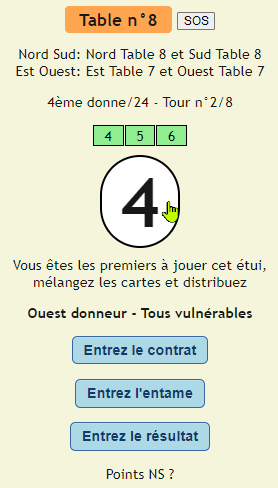 Table n°8 SOS
Nord Sud: Nord Table 8 et Sud Table 8
Est Ouest: Est Table 7 et Ouest Table 7
4ème donne/24 - Tour n°2/8
4 5 6
4
Vous êtes les premiers à jouer cet étui,
mélangez les cartes et distribuez
Ouest donneur - Tous vulnérables
Entrez le contrat
Entrez l'entame
Entrez le résultat
Points NS ?